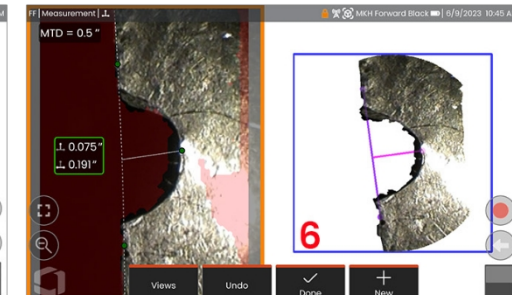 FF | Measurement |
MKH Forward Black | 6/9/2023 10:45 A
MTD = 0.5 "
0.075"
0.191"
6
Views
Undo
Done
New